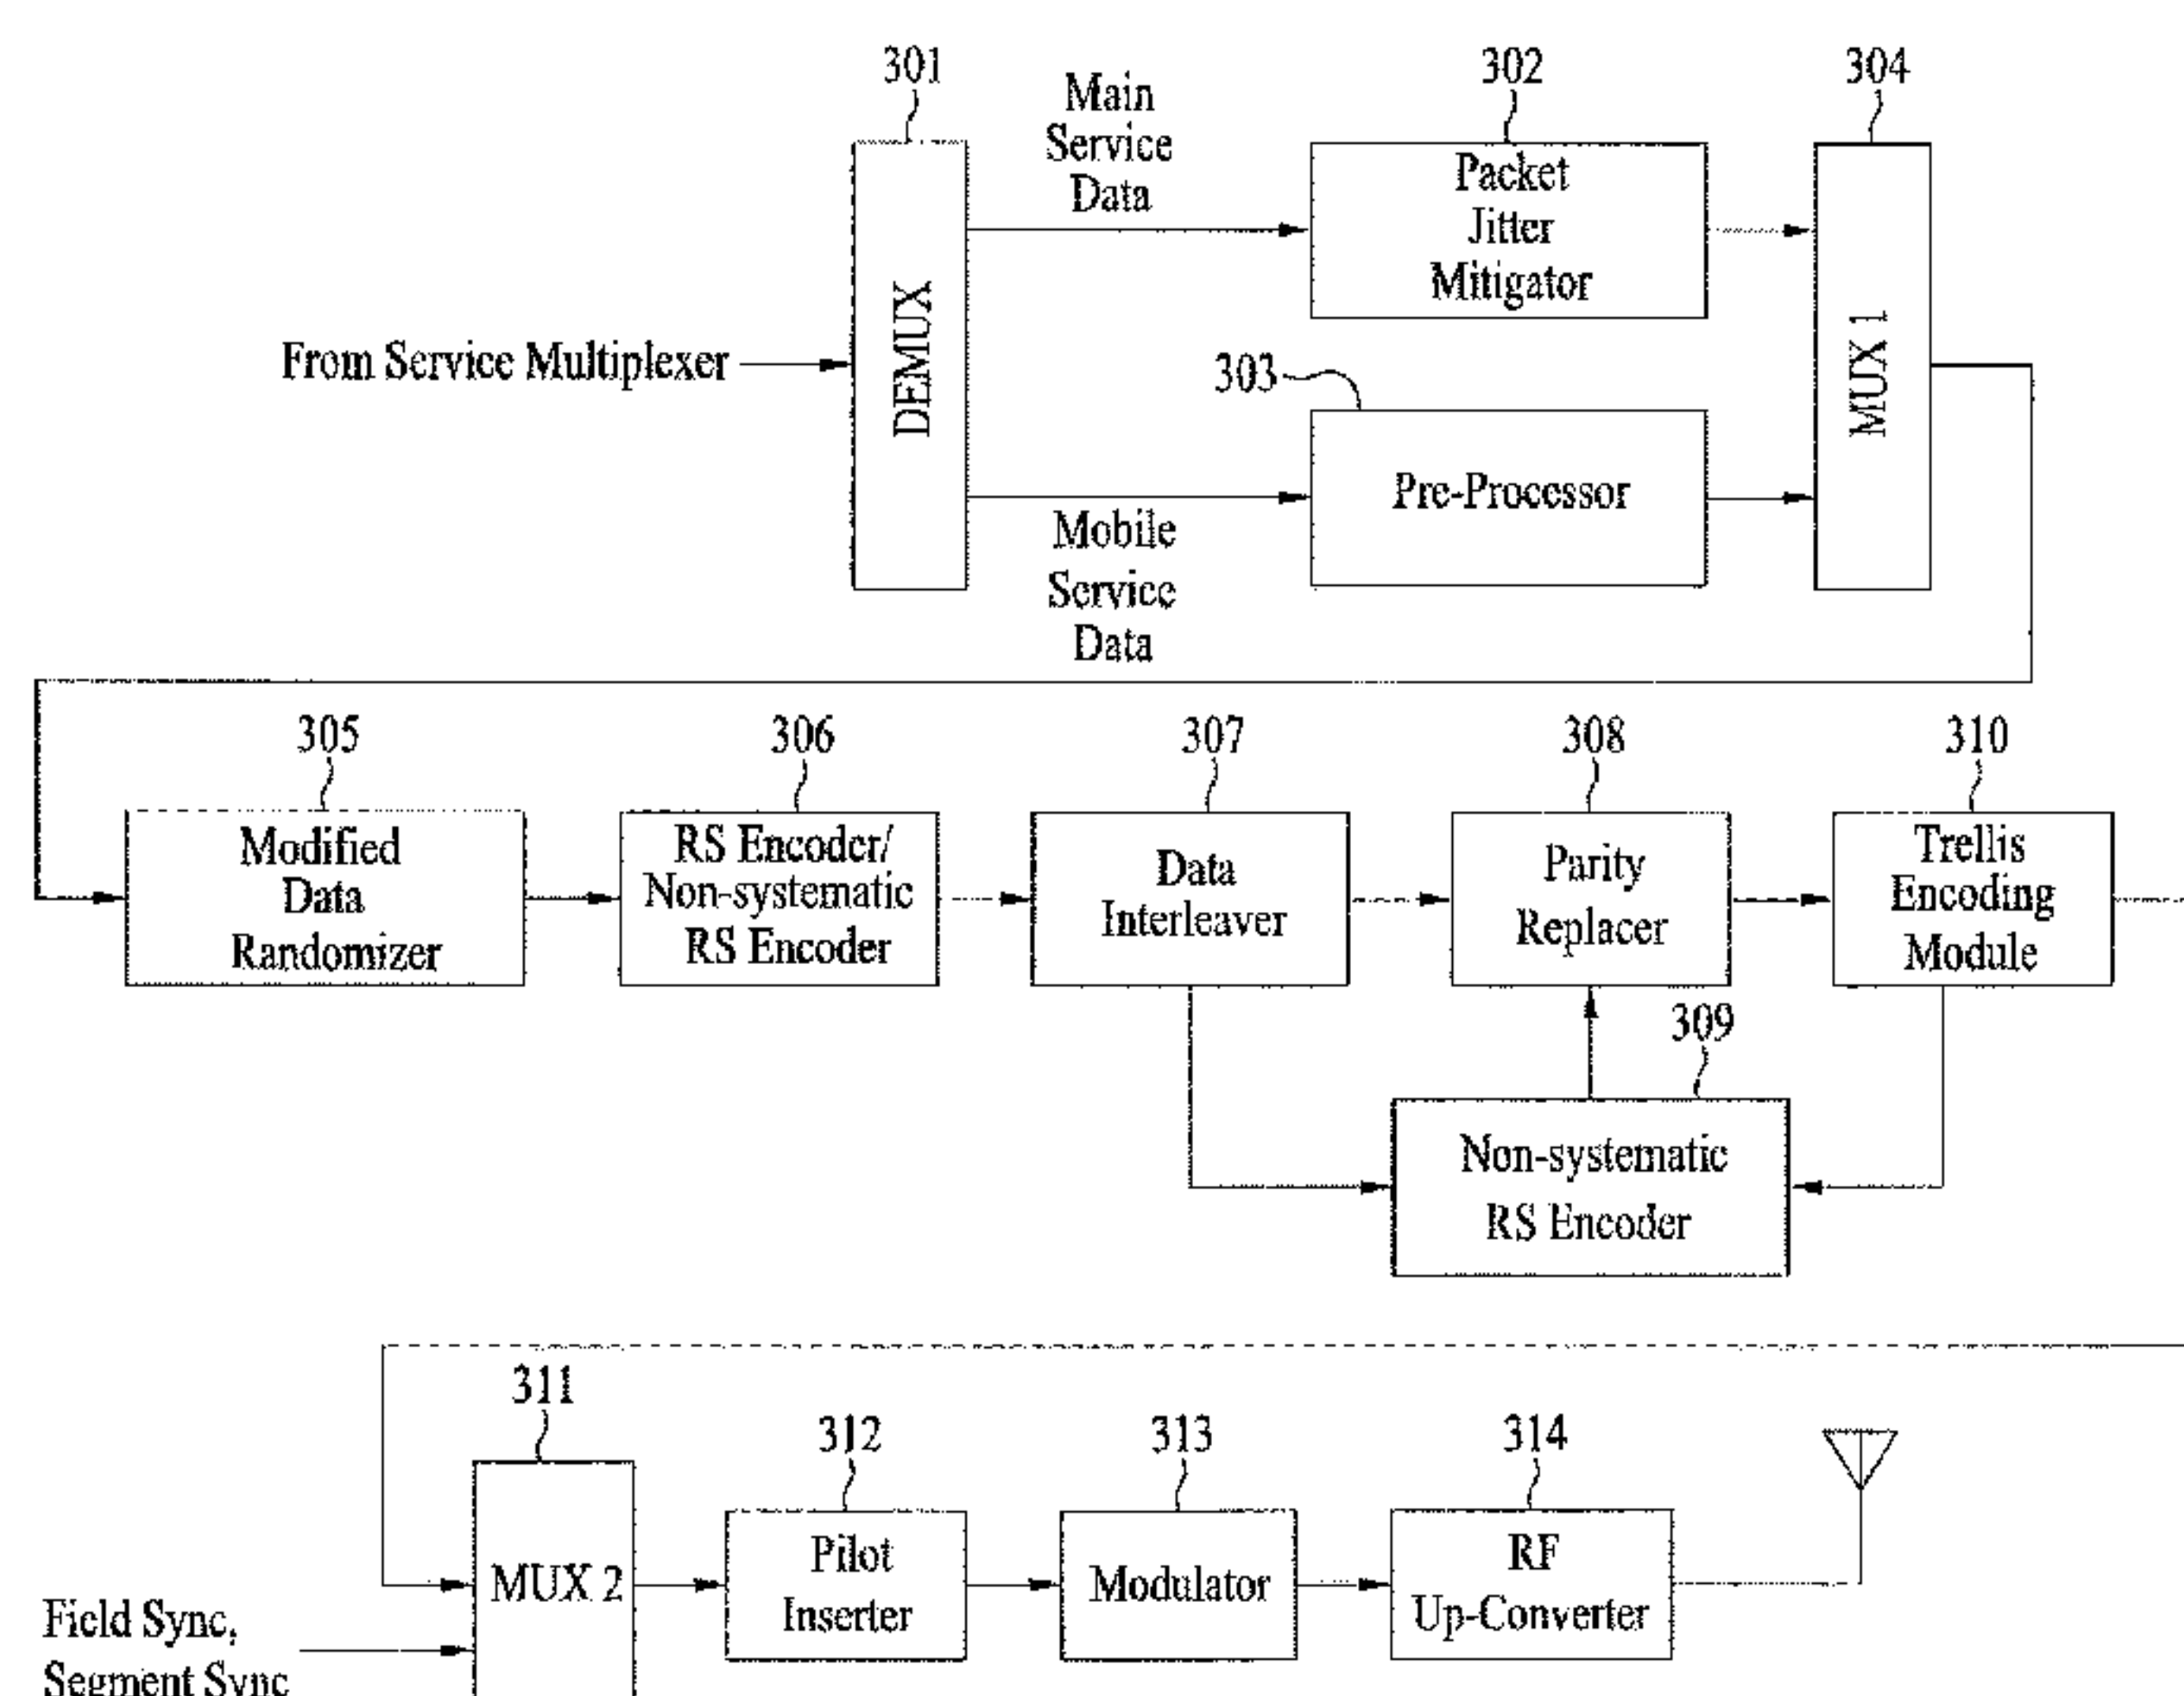 301
302
304
Main
Service
Data
Packet
Jitter
Mitigator
DEMUX
MUX 1
From Service Multiplexer
303
Pre-Processor
Mobile
Service
Data
305
306
307
308
310
Modified
Data
Randomizer
RS Encoder/
Non-systematic
RS Encoder
Data
Interleaver
Parity
Replacer
Trellis
Encoding
Module
309
Non-systematic
RS Encoder
311
312
313
314
MUX 2
Pilot
Inserter
Modulator
RF
Up-Converter
Field Sync,
Segment Sync